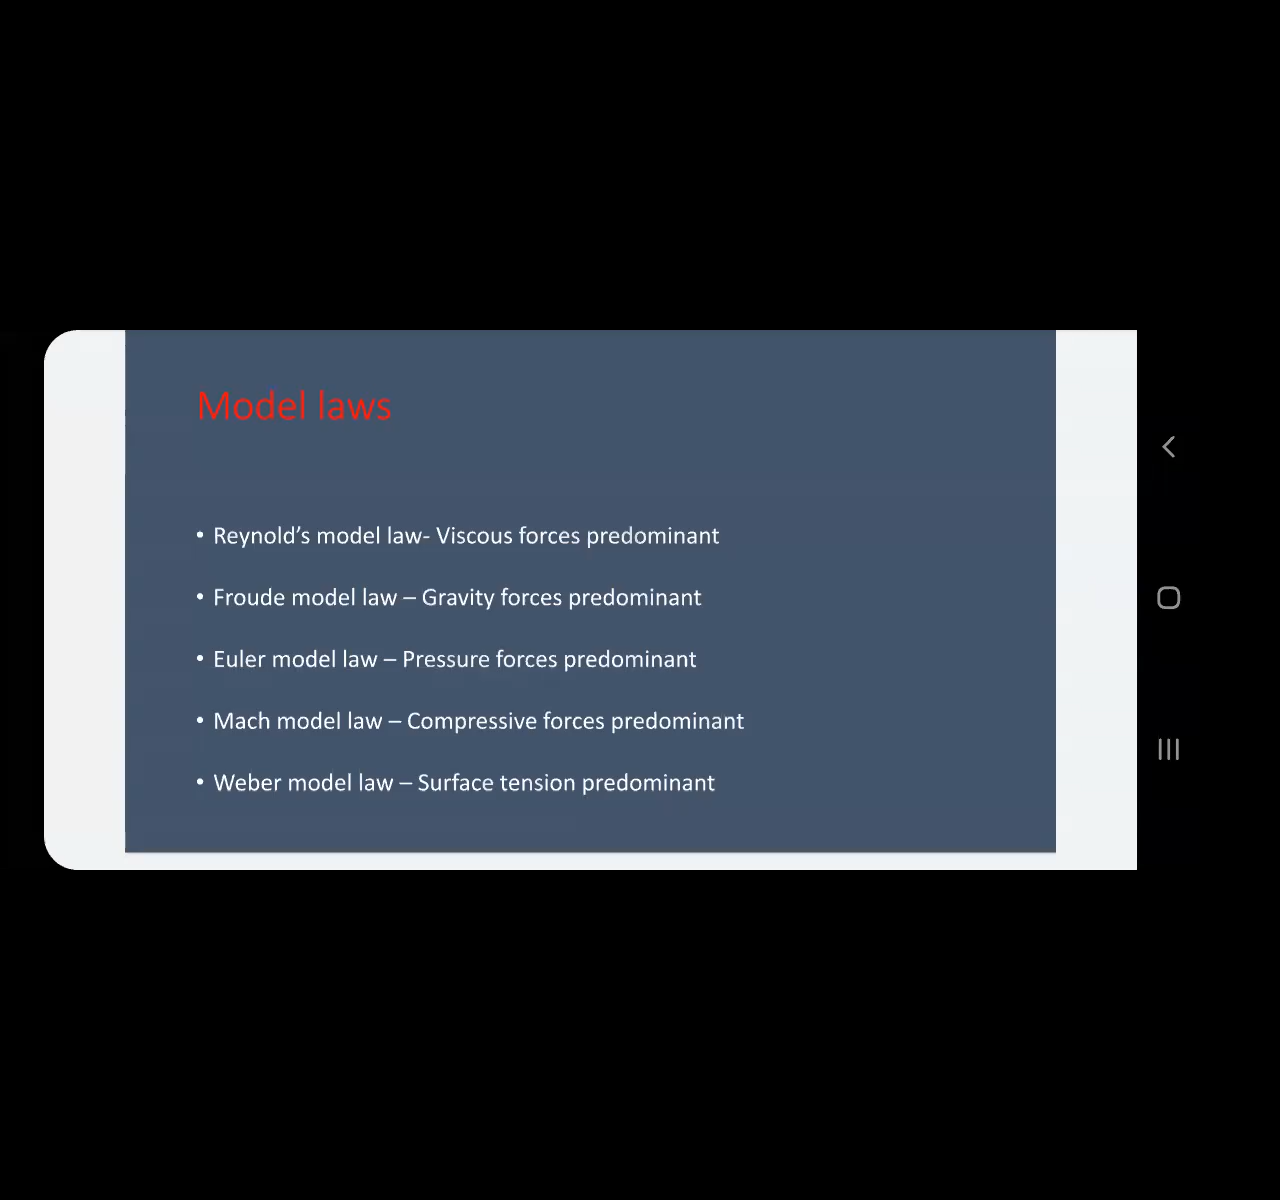 Model laws
• Reynold’s model law- Viscous forces predominant
• Froude model law – Gravity forces predominant
• Euler model law – Pressure forces predominant
• Mach model law – Compressive forces predominant
• Weber model law – Surface tension predominant